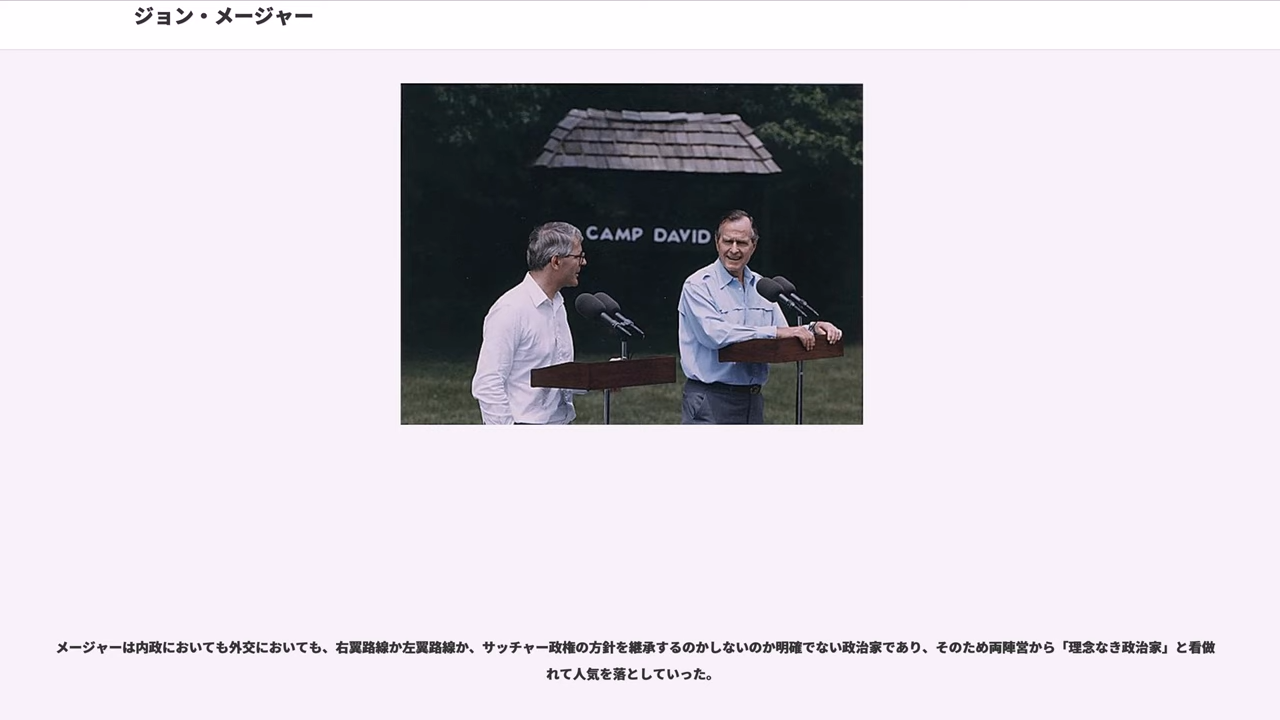 ジョン・メージャー
CAMP DAVID
メージャーは内政においても外交においても、右翼路線か左翼路線か、サッチャー政権の方針を継承するのかしないのか明確でない政治家であり、そのため両陣営から「理念なき政治家」と看做
れて人気を落としていった。